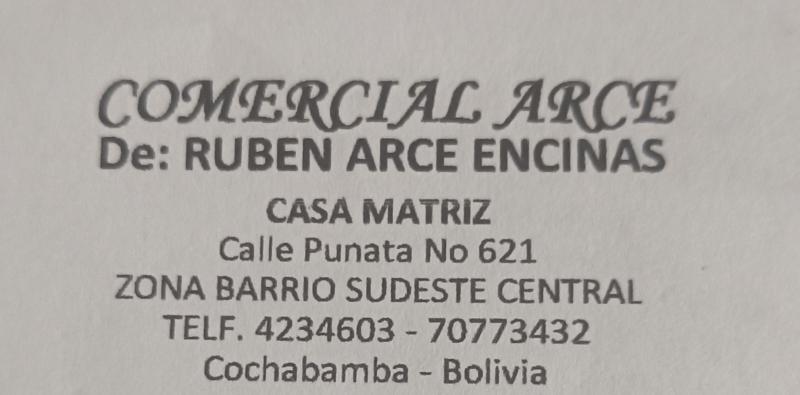 COMERCIAL ARCE
De: RUBEN ARCE ENCINAS
CASA MATRIZ
Calle Punata No 621
ZONA BARRIO SUDESTE CENTRAL
TELF. 4234603 - 70773432
Cochabamba - Bolivia